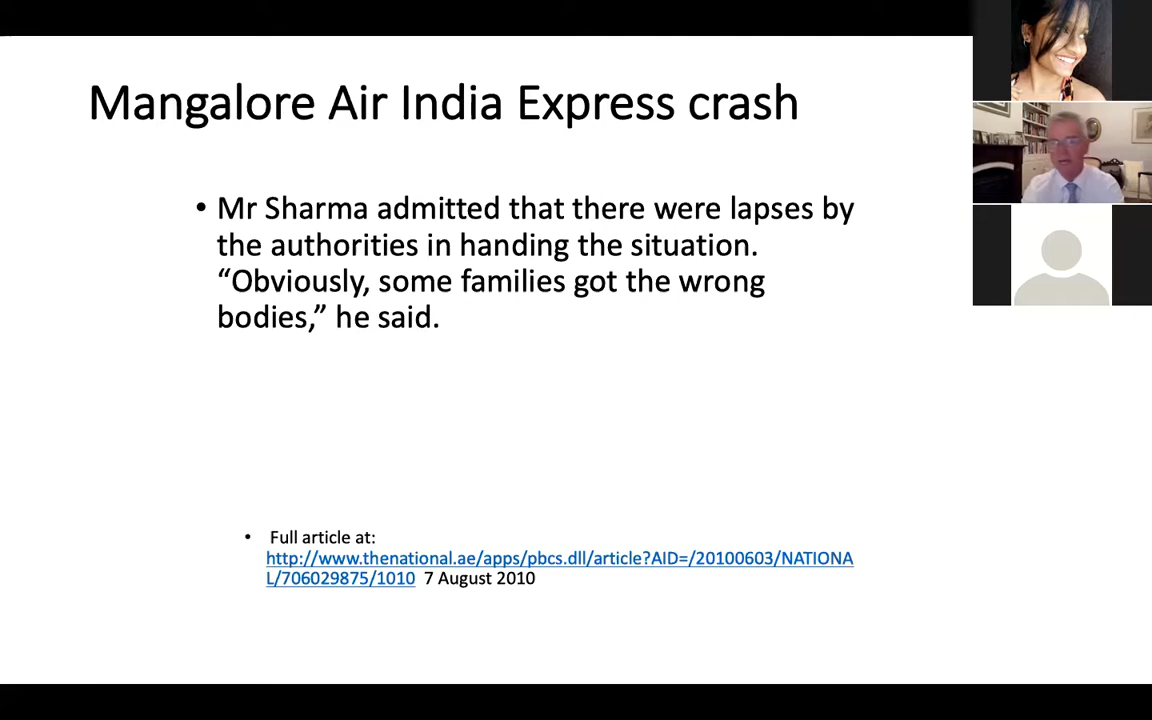 Mangalore Air India Express crash
• Mr Sharma admitted that there were lapses by
the authorities in handing the situation.
“Obviously, some families got the wrong
bodies,” he said.
• Full article at:
http://www.thenational.ae/apps/pbcs.dll/article?AID=/20100603/NATIONA
L/706029875/1010 7 August 2010